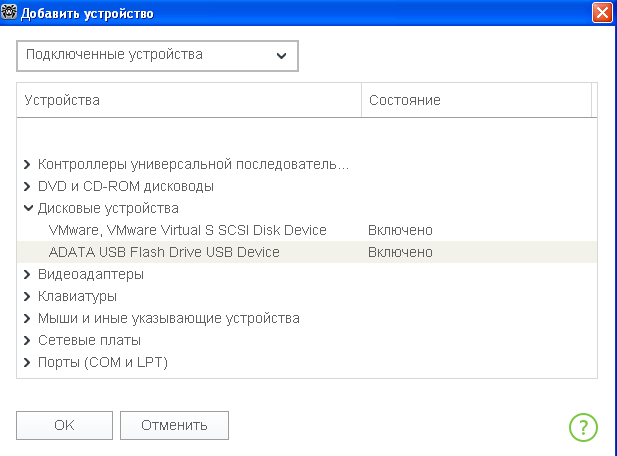 Добавить устройство
Подключенные устройства
Устройства Состояние
Контроллеры универсальной последователь...
DVD и CD-ROM дисководы
Дисковые устройства
VMware, VMware Virtual S SCSI Disk Device Включено
ADATA USB Flash Drive USB Device Включено
Видеоадаптеры
Клавиатуры
Мыши и иные указывающие устройства
Сетевые платы
Порты (COM и LPT)
OK Отменить ?